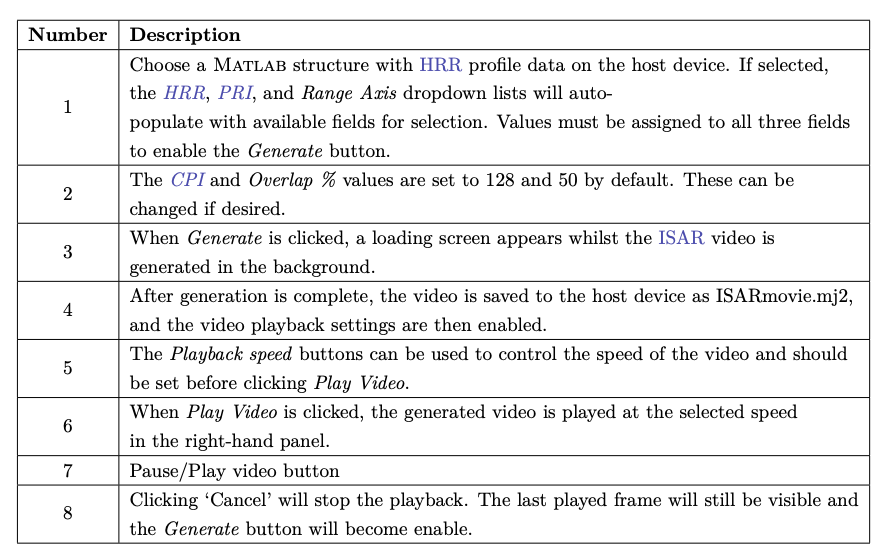 Number Description
Choose a MATLAB structure with HRR profile data on the host device. If selected,
the HRR, PRI, and Range Axis dropdown lists will auto-
1
populate with available fields for selection. Values must be assigned to all three fields
to enable the Generate button.
2
The CPI and Overlap % values are set to 128 and 50 by default. These can be
changed if desired.
3
When Generate is clicked, a loading screen appears whilst the ISAR video is
generated in the background.
4
After generation is complete, the video is saved to the host device as ISARmovie.mj2,
and the video playback settings are then enabled.
5
The Playback speed buttons can be used to control the speed of the video and should
be set before clicking Play Video.
6
When Play Video is clicked, the generated video is played at the selected speed
in the right-hand panel.
7 Pause/Play video button
8
Clicking ‘Cancel’ will stop the playback. The last played frame will still be visible and
the Generate button will become enable.